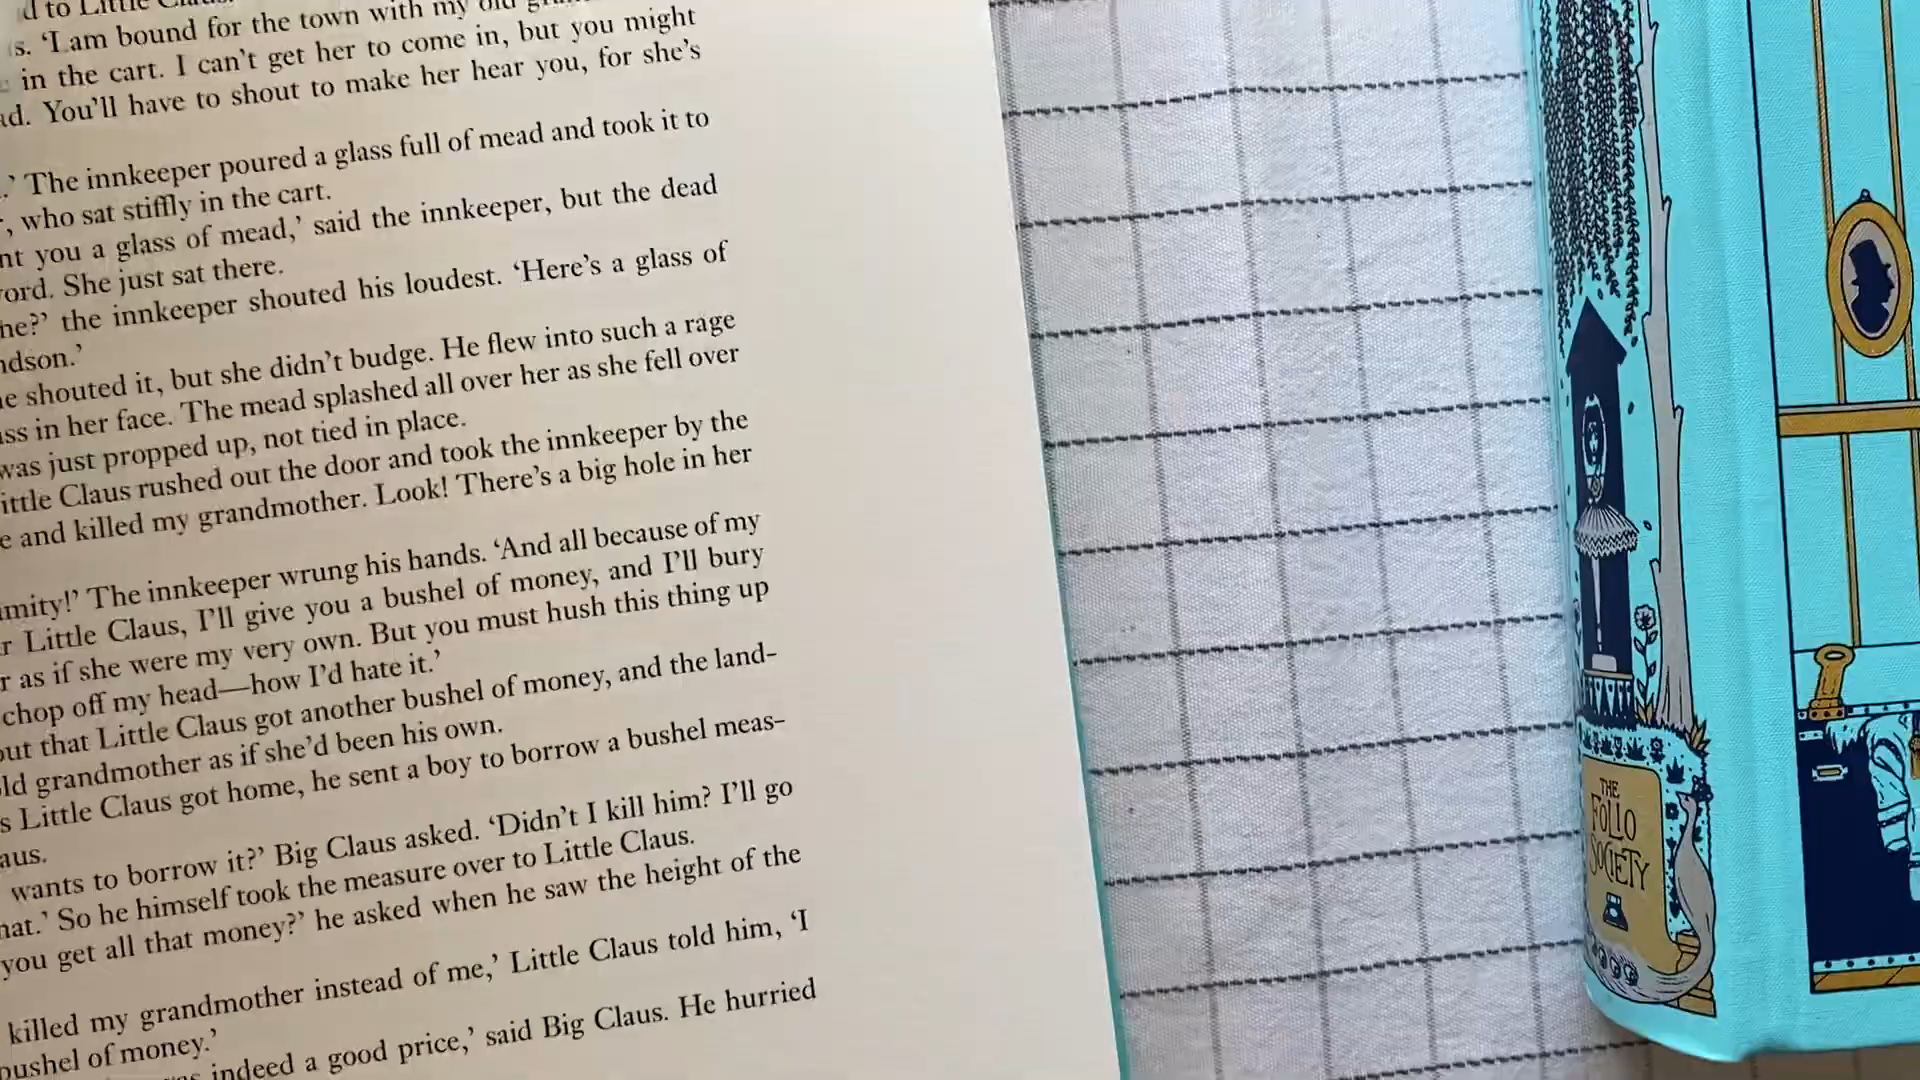 d to Little
s. ‘I am bound for the town with my old
in the cart. I can’t get her to come in, but you might
ad. You’ll have to shout to make her hear you, for she’s
.’ The innkeeper poured a glass full of mead and took it to
, who sat stiffly in the cart.
nt you a glass of mead,’ said the innkeeper, but the dead
ord. She just sat there.
me?’ the innkeeper shouted his loudest. ‘Here’s a glass of
ndson.’
e shouted it, but she didn’t budge. He flew into such a rage
ass in her face. The mead splashed all over her as she fell over
was just propped up, not tied in place.
ittle Claus rushed out the door and took the innkeeper by the
e and killed my grandmother. Look! There’s a big hole in her
mity!’ The innkeeper wrung his hands. ‘And all because of my
r Little Claus, I’ll give you a bushel of money, and I’ll bury
r as if she were my very own. But you must hush this thing up
chop off my head—how I’d hate it.’
out that Little Claus got another bushel of money, and the land-
ld grandmother as if she’d been his own.
s Little Claus got home, he sent a boy to borrow a bushel meas-
aus.
wants to borrow it?’ Big Claus asked. ‘Didn’t I kill him? I’ll go
hat.’ So he himself took the measure over to Little Claus.
you get all that money?’ he asked when he saw the height of the
killed my grandmother instead of me,’ Little Claus told him, ‘I
bushel of money.’
indeed a good price,’ said Big Claus. He hurried
THE
FOLIO
SOCIETY